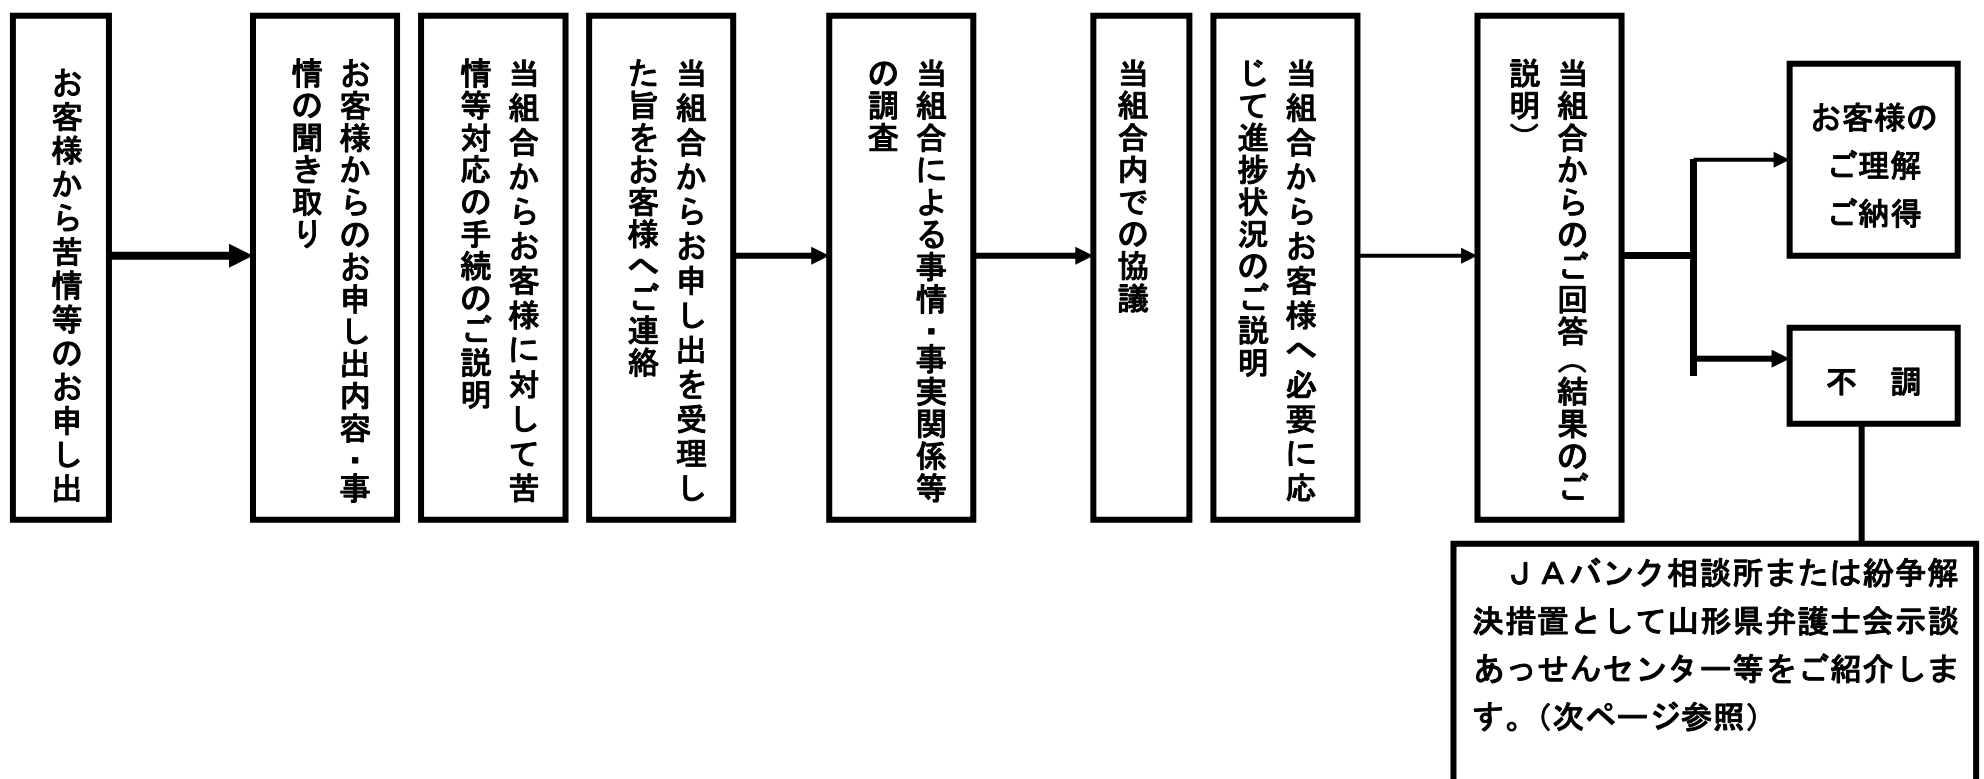 お客様から苦情等のお申し出
お客様からのお申し出内容・事
情の聞き取り
当組合からお客様に対して苦
情等対応の手続のご説明
当組合からお申し出を受理し
た旨をお客様へご連絡
当組合による事情・事実関係等
の調査
当組合内での協議
当組合からお客様へ必要に応
じて進捗状況のご説明
当組合からのご回答（結果のご
説明）
お客様の
ご理解
ご納得
不　調
ＪＡバンク相談所または紛争解
決措置として山形県弁護士会示談
あっせんセンター等をご紹介しま
す。（次ページ参照）